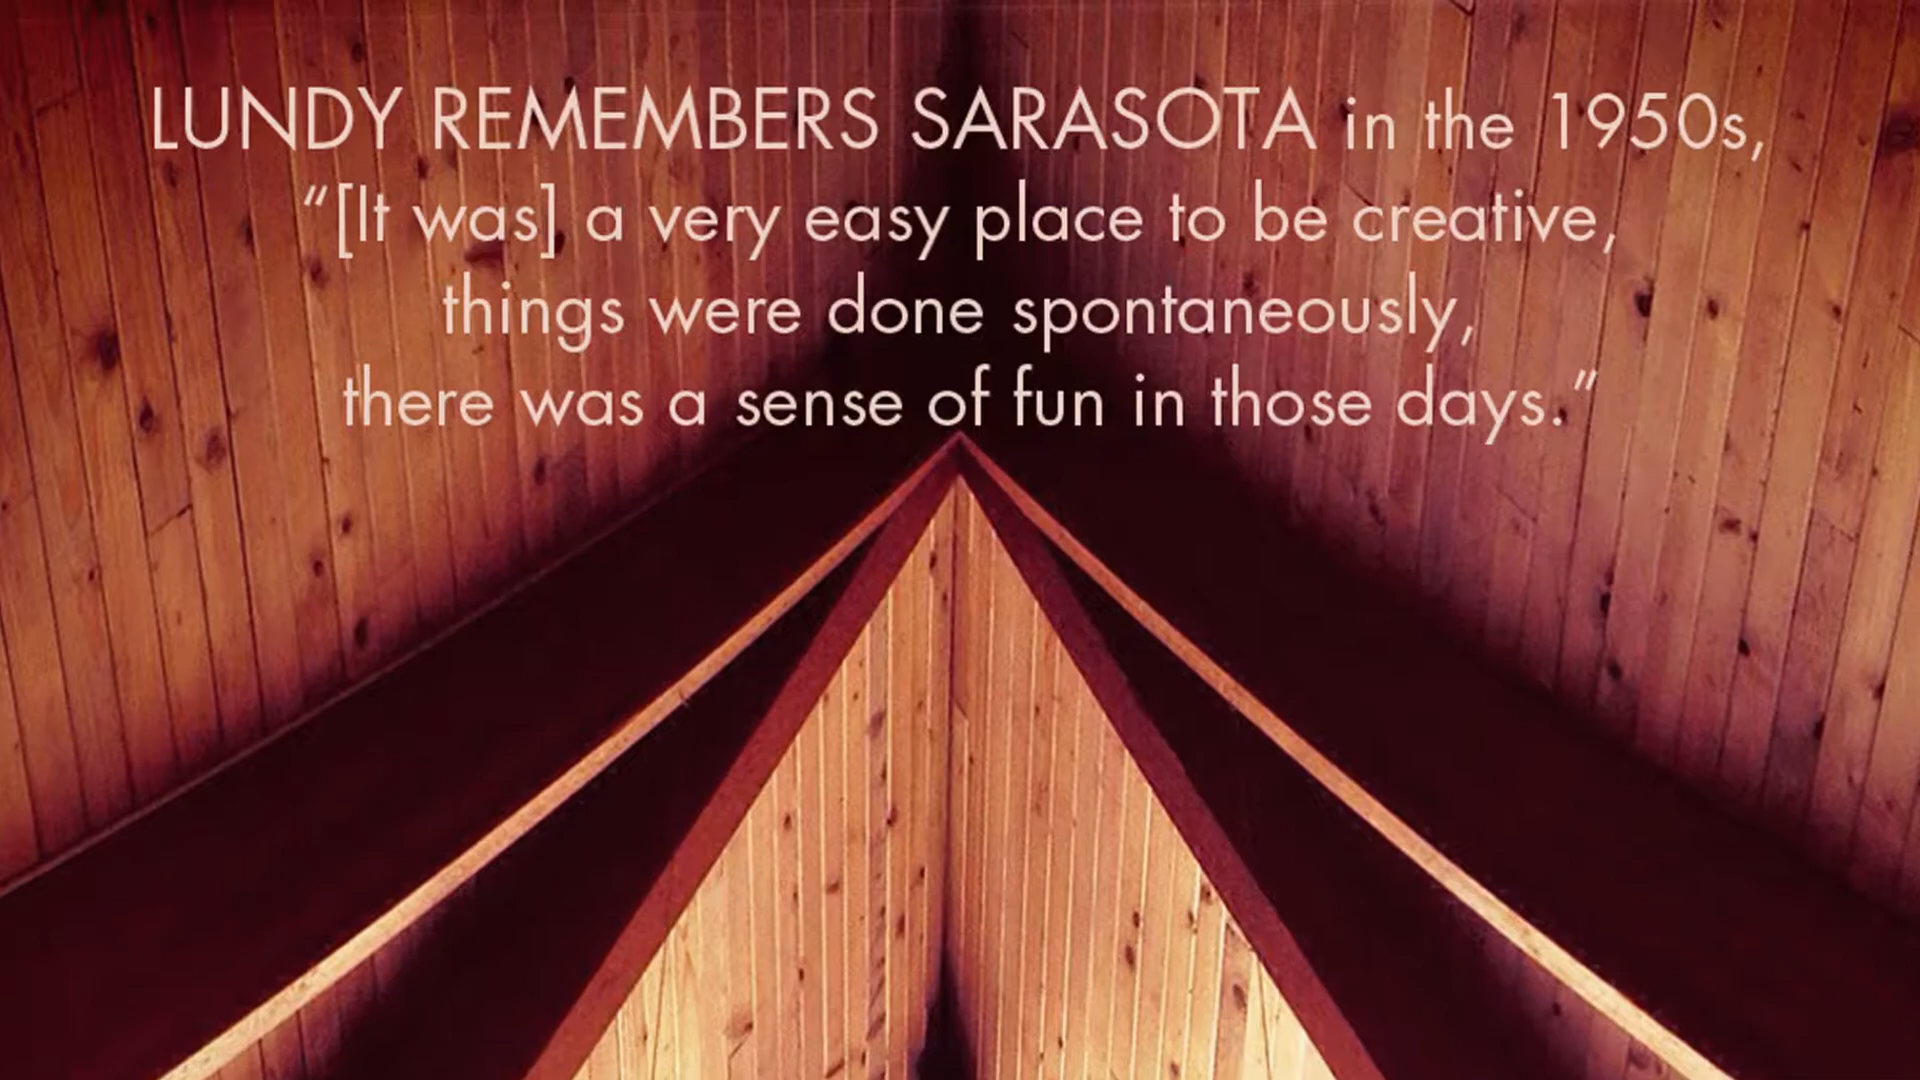 LUNDY REMEMBERS SARASOTA in the 1950s,
“[It was] a very easy place to be creative,
things were done spontaneously,
there was a sense of fun in those days.”